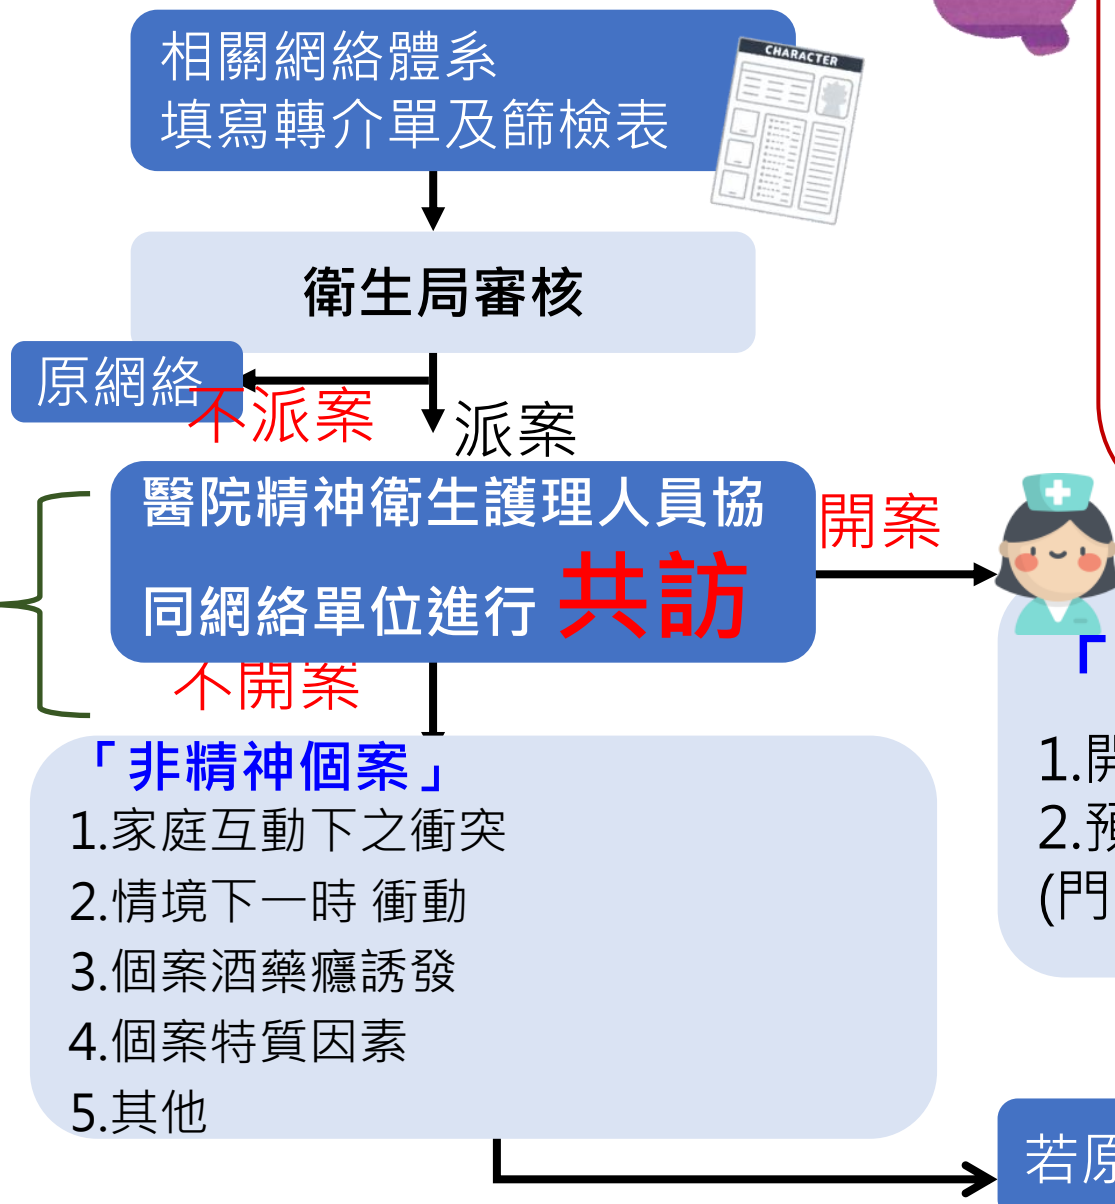 相關網絡體系
填寫轉介單及篩檢表
CHARACTER
衛生局審核
原網絡
不派案
派案
醫院精神衛生護理人員協
同網絡單位進行 共訪
開案
不開案
「非精神個案」
1.家庭互動下之衝突
2.情境下一時 衝動
3.個案酒藥癮誘發
4.個案特質因素
5.其他
「
1.開
2.預
(門
若原